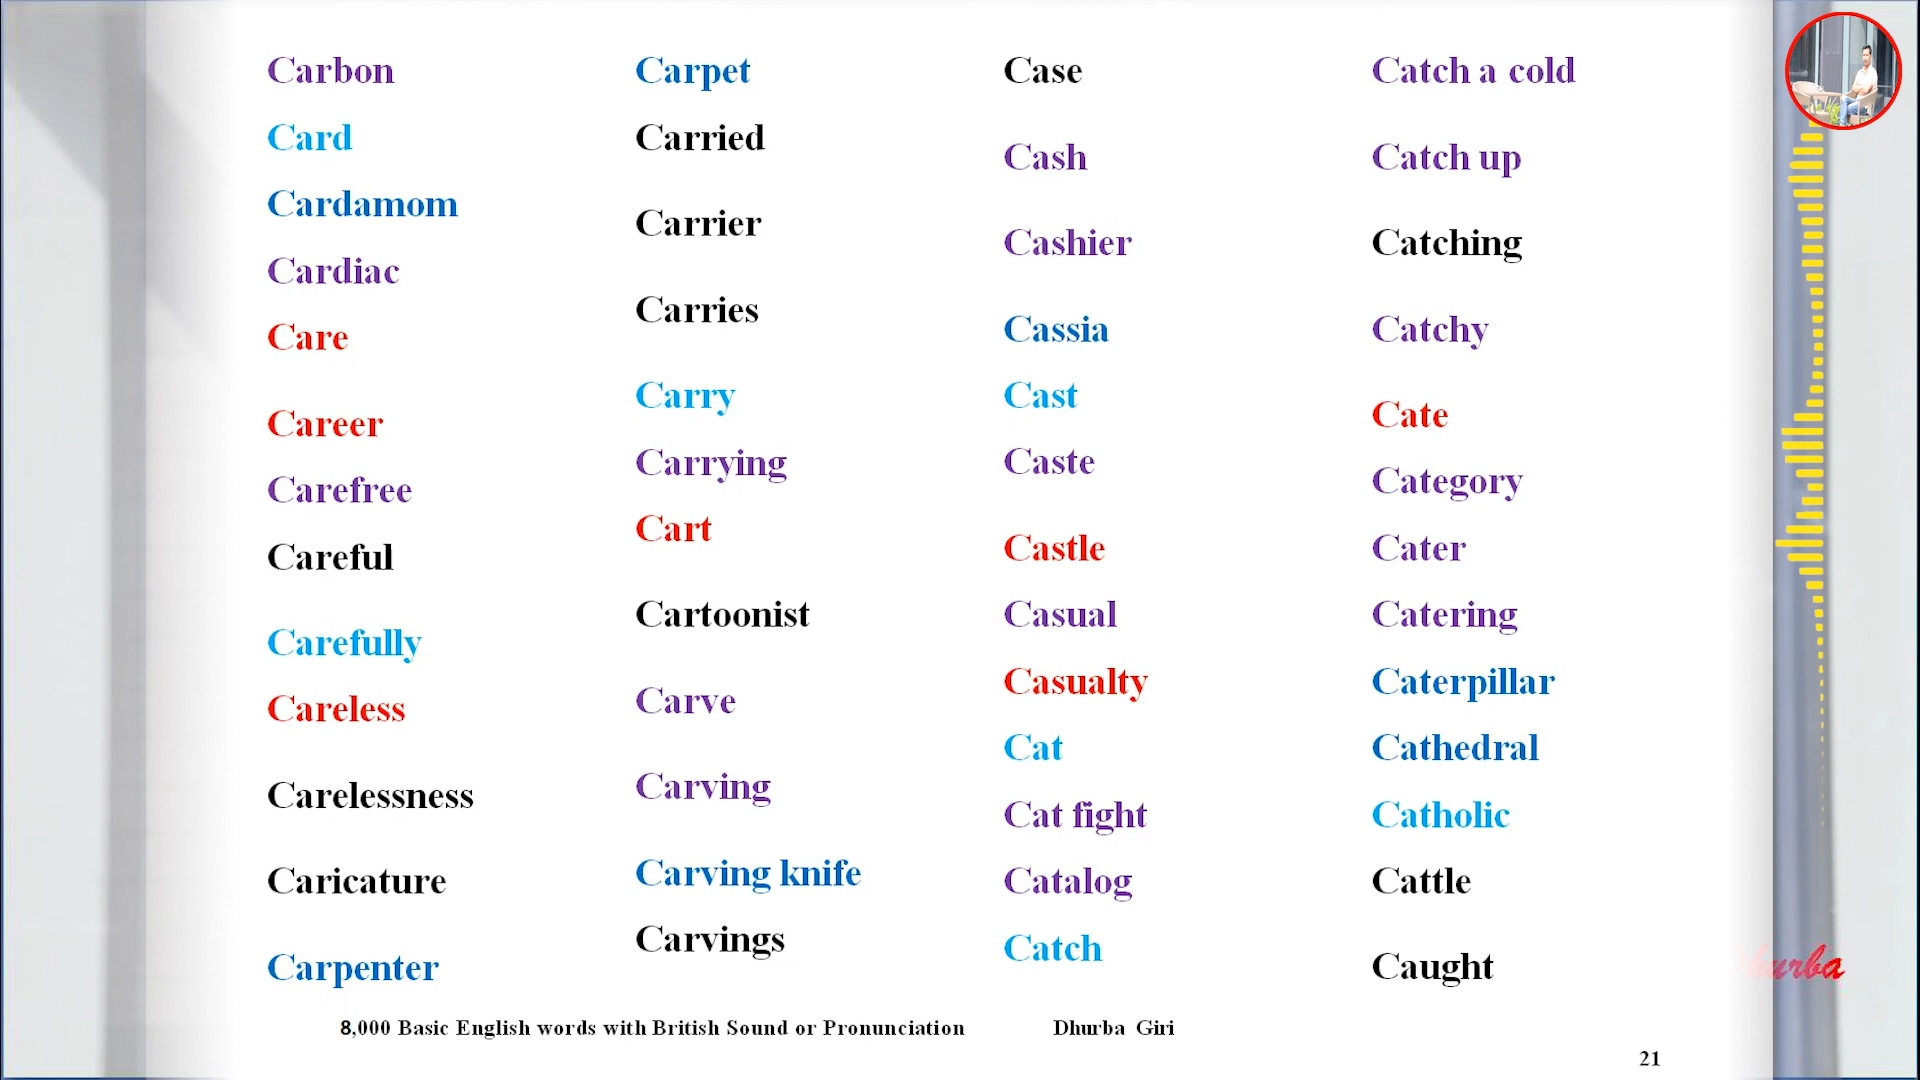 Carbon
Card
Cardamom
Cardiac
Care
Career
Carefree
Careful
Carefully
Careless
Carelessness
Caricature
Carpenter
Carpet
Carried
Carrier
Carries
Carry
Carrying
Cart
Cartoonist
Carve
Carving
Carving knife
Carvings
Case
Cash
Cashier
Cassia
Cast
Caste
Castle
Casual
Casualty
Cat
Cat fight
Catalog
Catch
Catch a cold
Catch up
Catching
Catchy
Cate
Category
Cater
Catering
Caterpillar
Cathedral
Catholic
Cattle
Caught
8,000 Basic English words with British Sound or Pronunciation Dhurba Giri
21